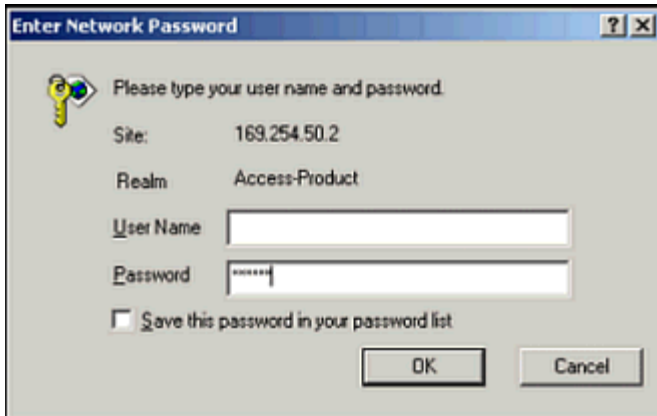 Enter Network Password
Please type your user name and password.
Site: 169.254.50.2
Realm Access-Product
User Name
Password ******
Save this password in your password list
OK Cancel